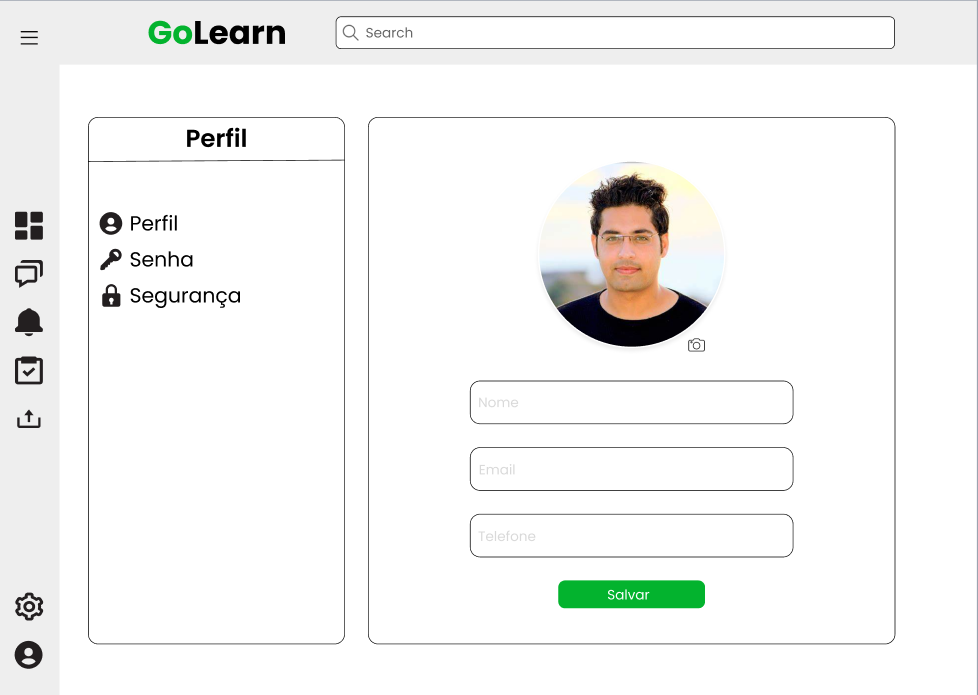 GoLearn
Search
Perfil
Perfil
Senha
Segurança
Nome
Email
Telefone
Salvar